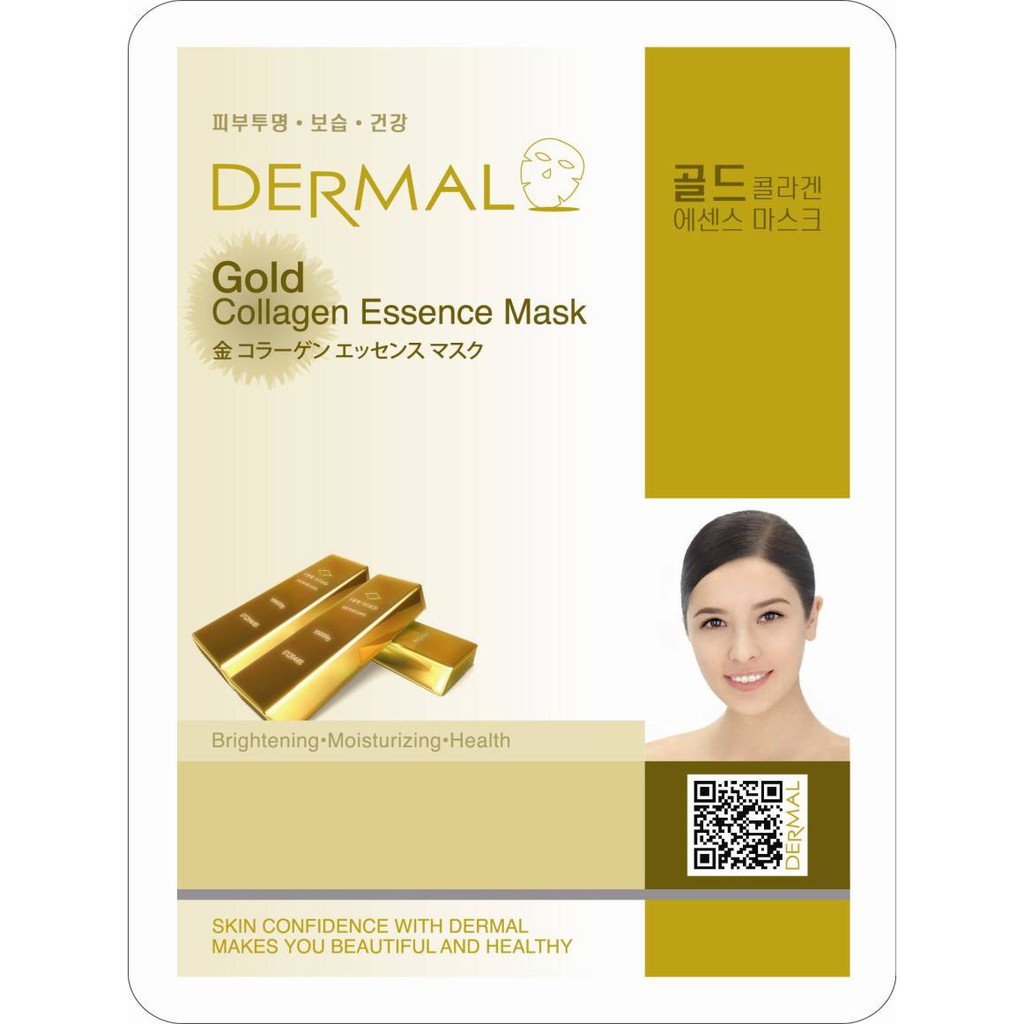 피부투명 • 보습 • 건강
DERMAL
Gold
Collagen Essence Mask
金 コラーゲン エッセンス マスク
골드 콜라겐
에센스 마스크
Brightening•Moisturizing•Health
DERMAL
SKIN CONFIDENCE WITH DERMAL
MAKES YOU BEAUTIFUL AND HEALTHY